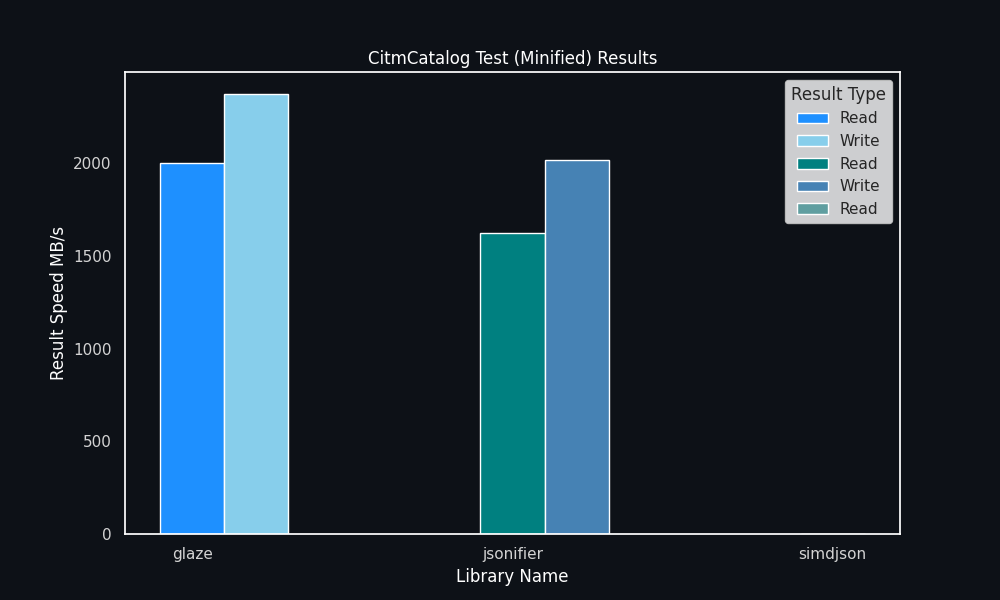 CitmCatalog Test (Minified) Results
Result Type
Read
Write
Read
Write
Read
Result Speed MB/s
2000
1500
1000
500
0
glaze
jsonifier
simdjson
Library Name